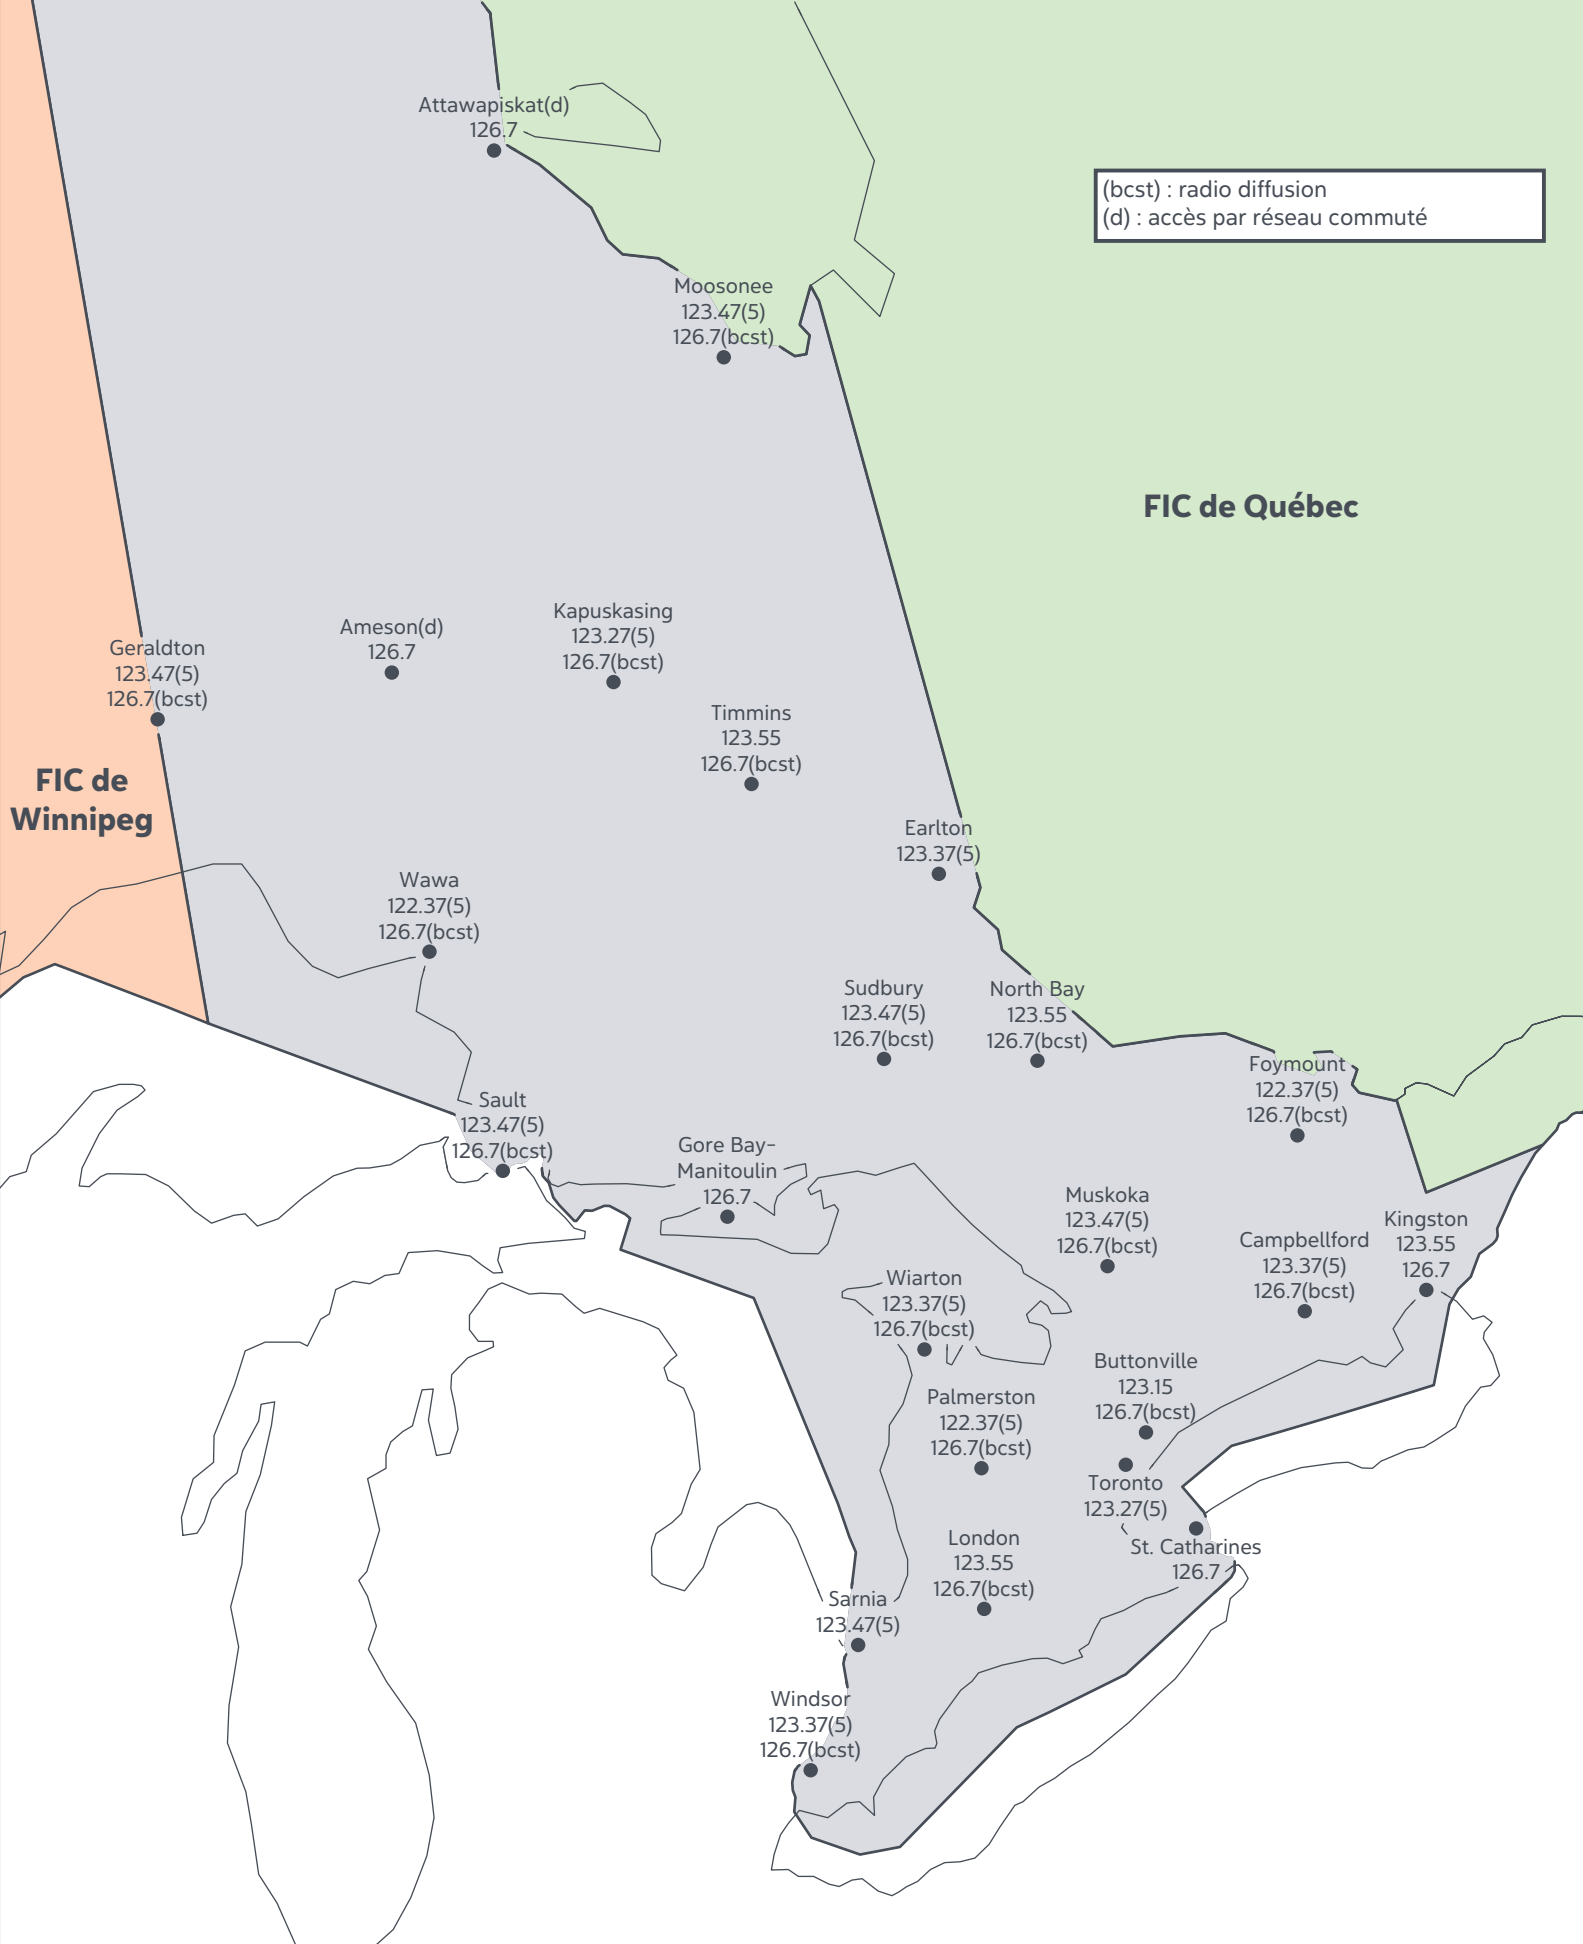 Attawapiskat(d)
126.7
(bcst) : radio diffusion
(d) : accès par réseau commuté
Moosonee
123.47(5)
126.7(bcst)
FIC de Québec
Kapuskasing
123.27(5)
126.7(bcst)
Ameson(d)
126.7
Geraldton
123.47(5)
126.7(bcst)
Timmins
123.55
126.7(bcst)
FIC de
Winnipeg
Earlton
123.37(5)
Wawa
122.37(5)
126.7(bcst)
Sudbury
123.47(5)
126.7(bcst)
North Bay
123.55
126.7(bcst)
Foymount
122.37(5)
126.7(bcst)
Sault
123.47(5)
126.7(bcst)
Gore Bay-
Manitoulin
126.7
Muskoka
123.47(5)
126.7(bcst)
Campbellford
123.37(5)
126.7(bcst)
Kingston
123.55
126.7
Wiarton
123.37(5)
126.7(bcst)
Buttonville
123.15
126.7(bcst)
Palmerston
122.37(5)
126.7(bcst)
Toronto
123.27(5)
St. Catharines
126.7
London
123.55
126.7(bcst)
Sarnia
123.47(5)
Windsor
123.37(5)
126.7(bcst)